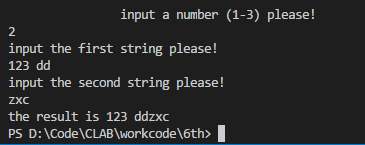 input a number (1-3) please!
2
input the first string please!
123 dd
input the second string please!
zxc
the result is 123 ddzxc
PS D:\Code\CLAB\workcode\6th>